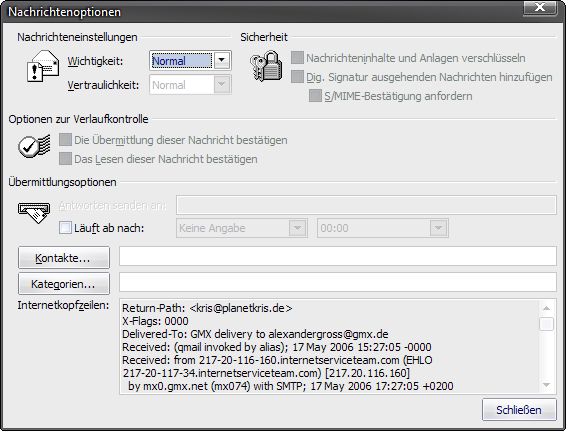 Nachrichtenoptionen
Nachrichteneinstellungen
Wichtigkeit: Normal
Vertraulichkeit: Normal
Sicherheit
Nachrichteninhalte und Anlagen verschlüsseln
Dig. Signatur ausgehenden Nachrichten hinzufügen
S/MIME-Bestätigung anfordern
Optionen zur Verlaufkontrolle
Die Übermittlung dieser Nachricht bestätigen
Das Lesen dieser Nachricht bestätigen
Übermittlungsoptionen
Antworten senden an:
Läuft ab nach: Keine Angabe 00:00
Kontakte...
Kategorien...
Internetkopfzeilen: Return-Path: <kris@planetkris.de>
X-Flags: 0000
Delivered-To: GMX delivery to alexandergross@gmx.de
Received: (qmail invoked by alias); 17 May 2006 15:27:05 -0000
Received: from 217-20-116-160.internetserviceteam.com (EHLO
217-20-117-34.internetserviceteam.com) [217.20.116.160]
by mx0.gmx.net (mx074) with SMTP; 17 May 2006 17:27:05 +0200
Schließen